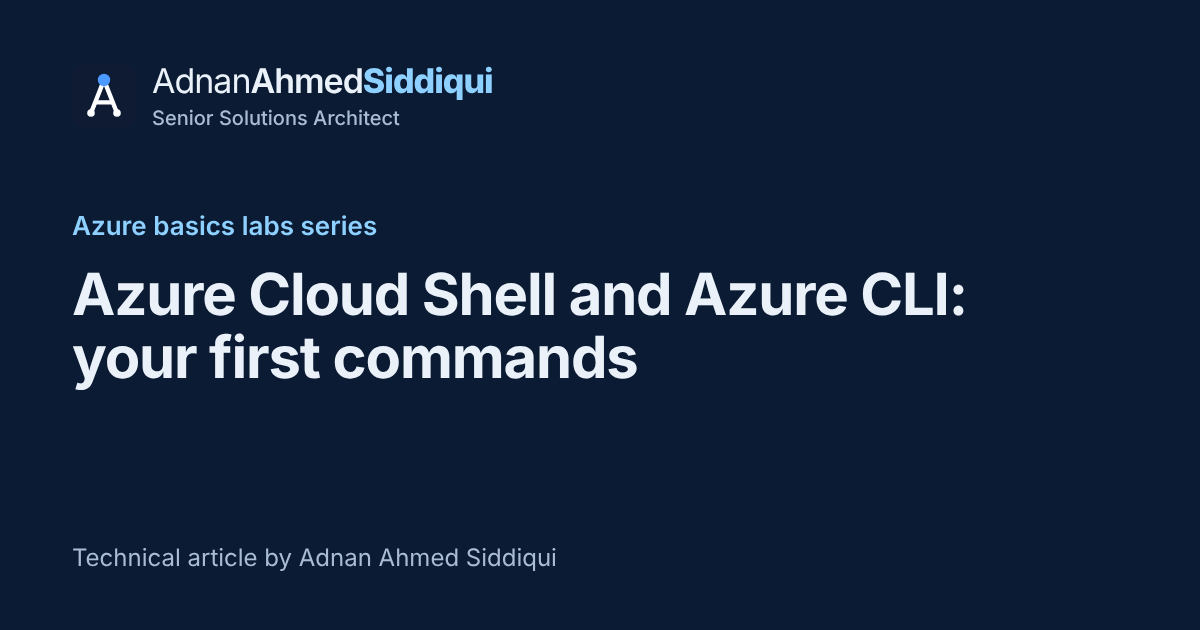 AdnanAhmedSiddiqui
Senior Solutions Architect
Azure basics labs series
Azure Cloud Shell and Azure CLI:
your first commands
Technical article by Adnan Ahmed Siddiqui